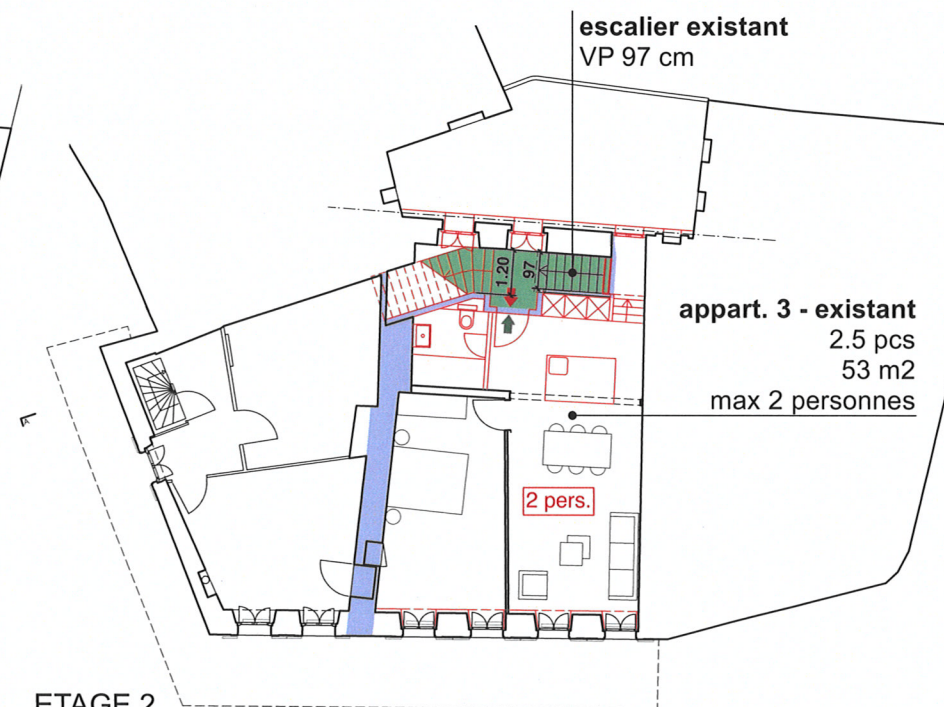 escalier existant
VP 97 cm
1.20
97
appart. 3 - existant
2.5 pcs
53 m2
max 2 personnes
2 pers.
A
ETAGE 2